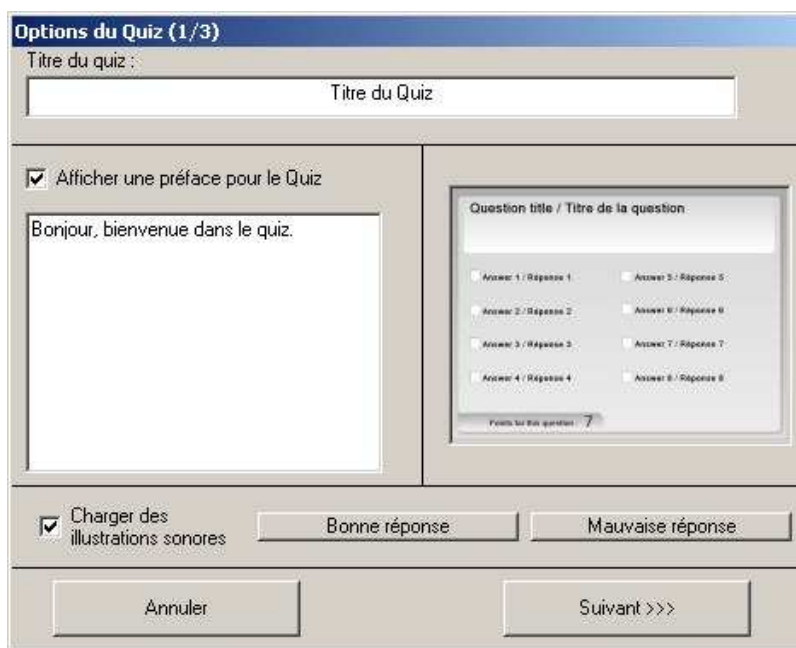 Options du Quiz (1/3)
Titre du quiz :
Titre du Quiz
Afficher une préface pour le Quiz
Bonjour, bienvenue dans le quiz.
Question title / Titre de la question
Answer 1 / Réponse 1
Answer 5 / Réponse 5
Answer 2 / Réponse 2
Answer 6 / Réponse 6
Answer 3 / Réponse 3
Answer 7 / Réponse 7
Answer 4 / Réponse 4
Answer 8 / Réponse 8
Points for this question : 7
Charger des
illustrations sonores
Bonne réponse
Mauvaise réponse
Annuler
Suivant >>>